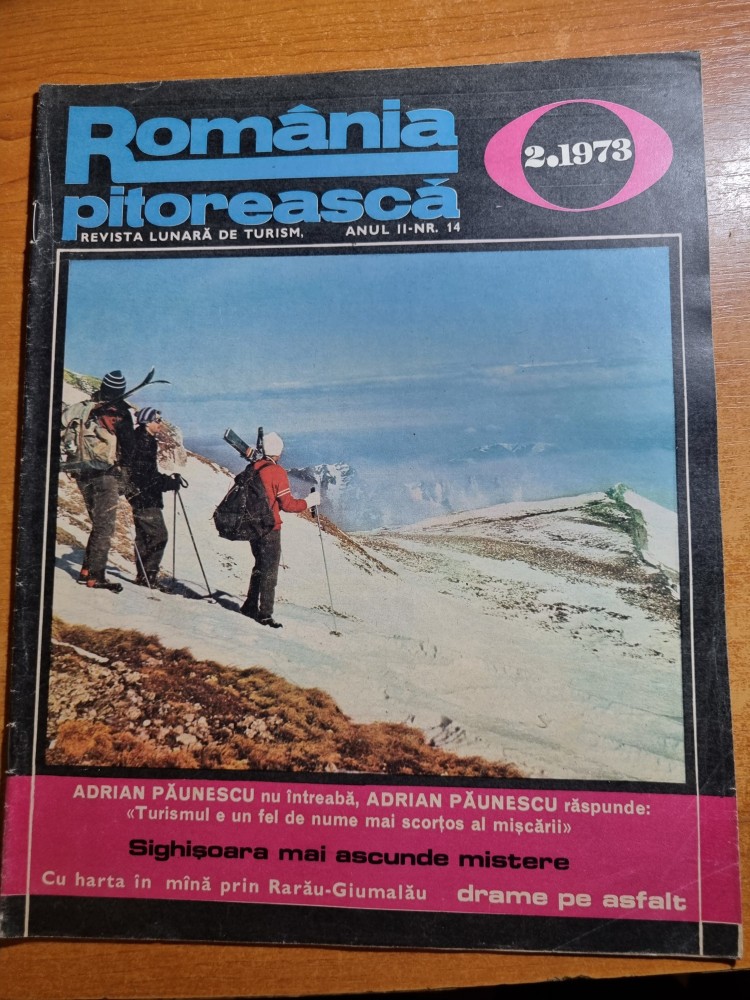 România
pitorească
2.1973
REVISTA LUNARĂ DE TURISM, ANUL II-NR. 14
ADRIAN PĂUNESCU nu întreabă, ADRIAN PĂUNESCU răspunde:
«Turismul e un fel de nume mai scorțos al mișcării»
Sighișoara mai ascunde mistere
Cu harta în mînă prin Rarău-Giumalău drame pe asfalt